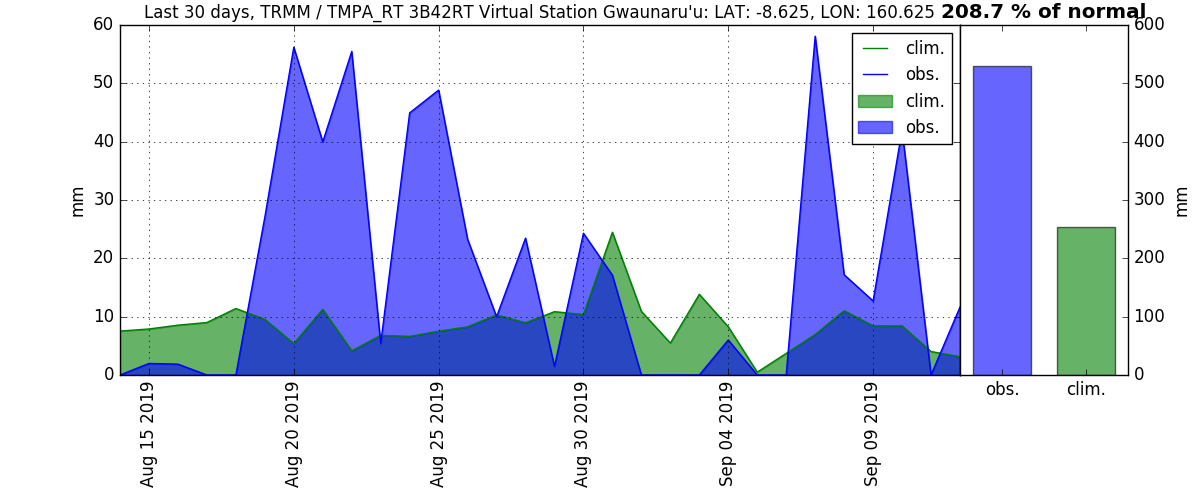 Last 30 days, TRMM / TMPA_RT 3B42RT Virtual Station Gwaunaru'u: LAT: -8.625, LON: 160.625 208.7 % of normal
60
50
40
30
20
10
0
mm
clim.
obs.
clim.
obs.
600
500
400
300
200
100
0
mm
Aug 15 2019
Aug 20 2019
Aug 25 2019
Aug 30 2019
Sep 04 2019
Sep 09 2019
obs.
clim.